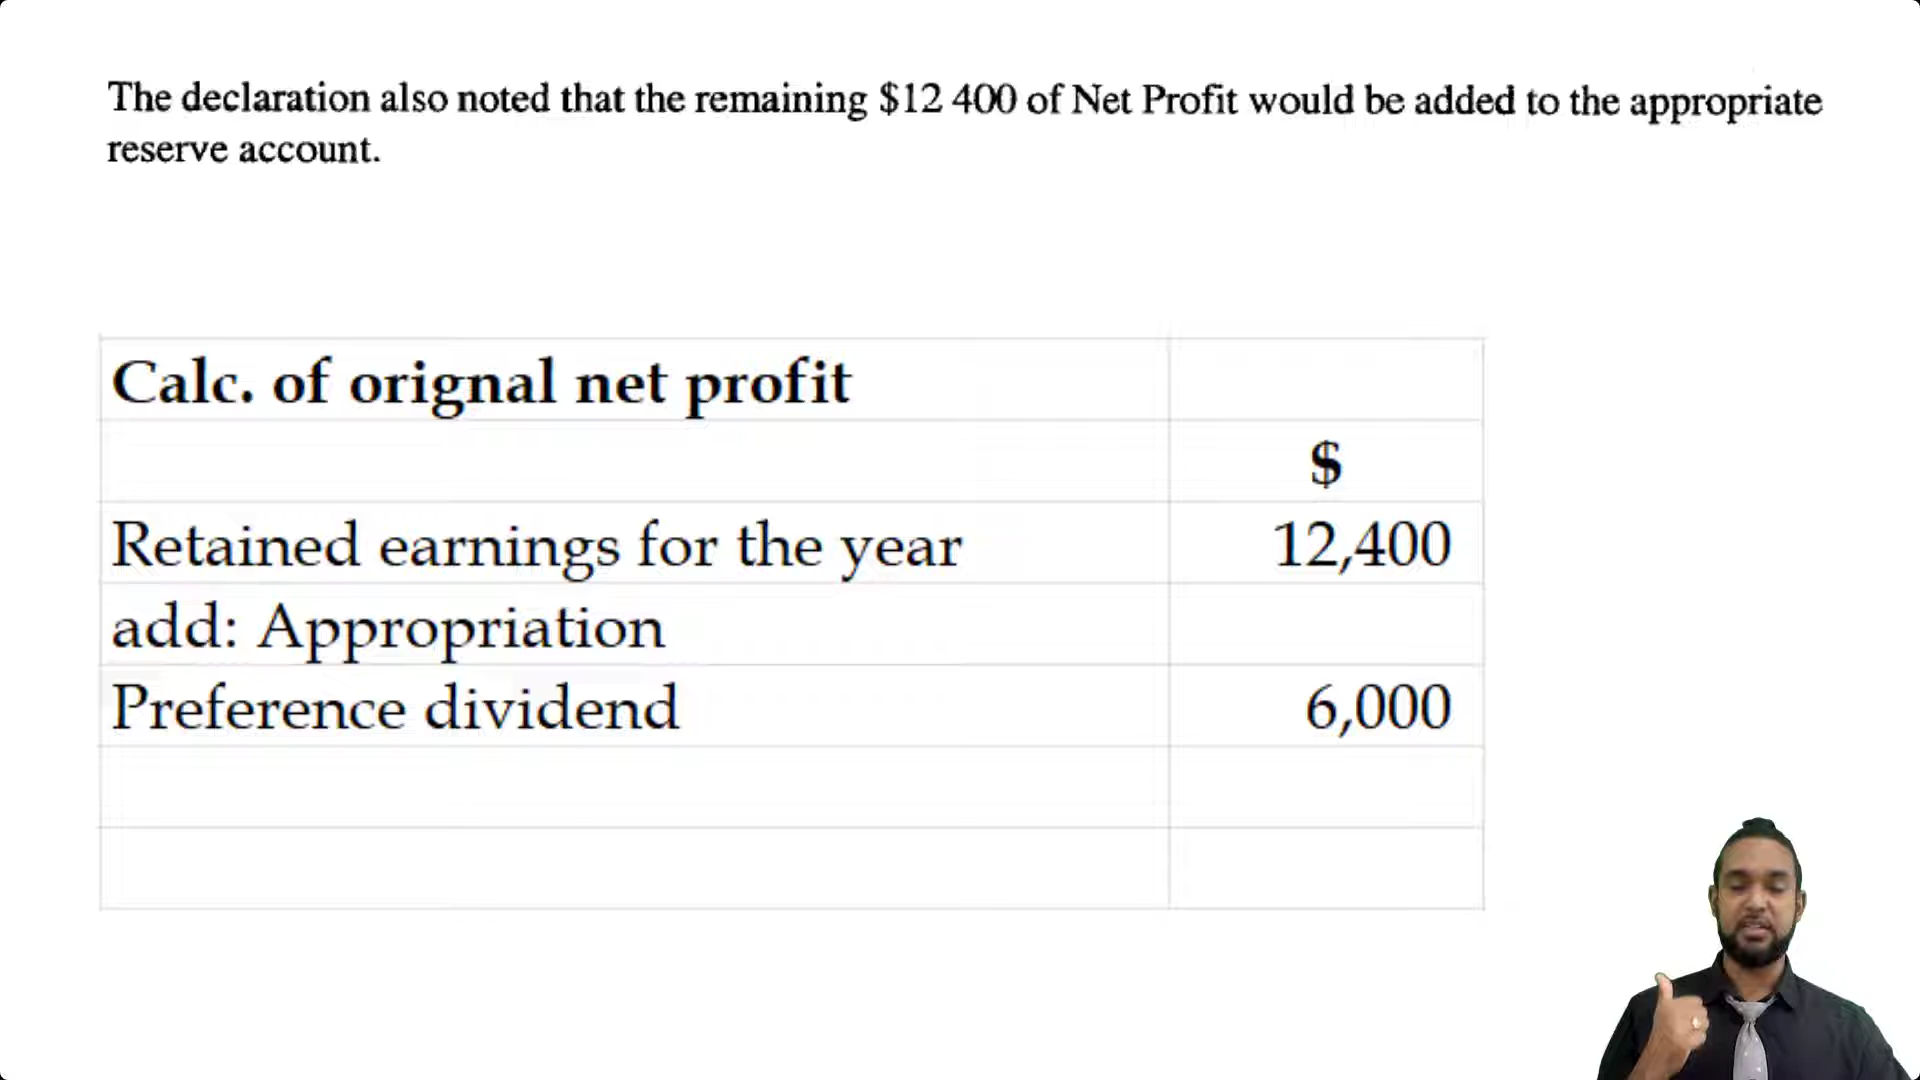 The declaration also noted that the remaining $12 400 of Net Profit would be added to the appropriate
reserve account.
Calc. of orignal net profit
$
Retained earnings for the year 12,400
add: Appropriation
Preference dividend 6,000